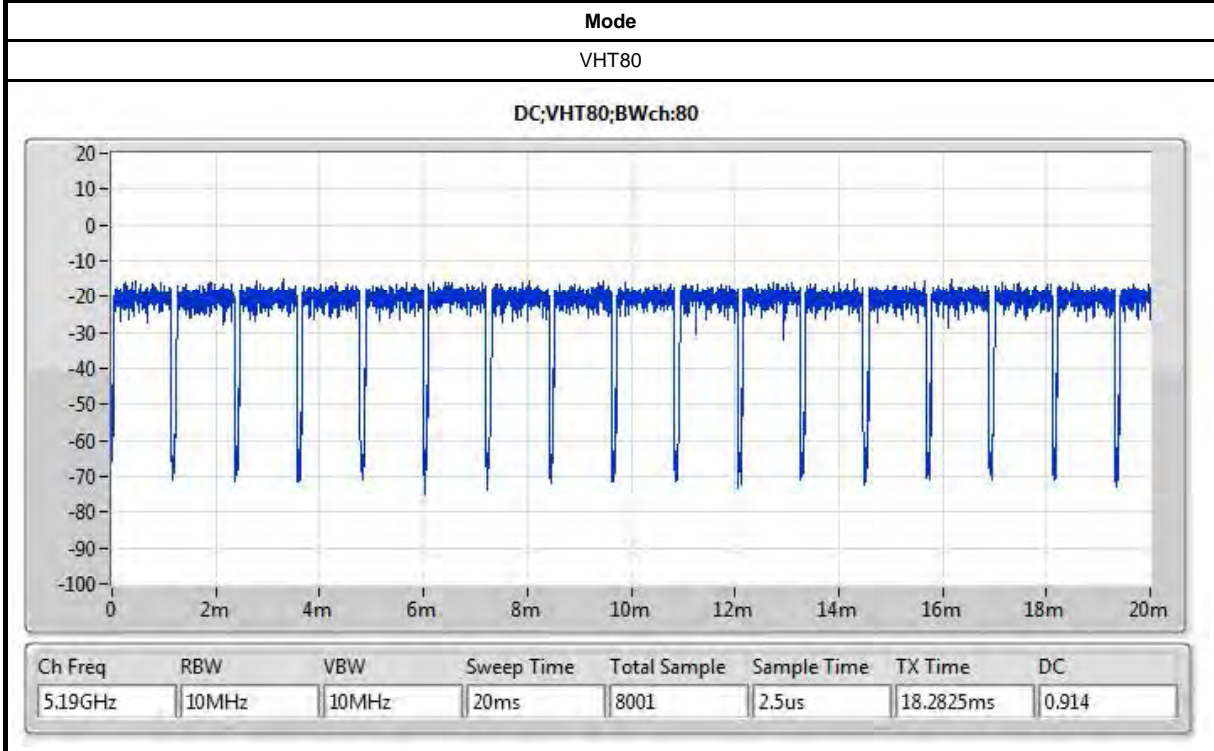 Mode
VHT80
DC;VHT80;BWch:80
20
10
0
-10
-20
-30
-40
-50
-60
-70
-80
-90
-100
0 2m 4m 6m 8m 10m 12m 14m 16m 18m 20m
Ch Freq RBW VBW Sweep Time Total Sample Sample Time TX Time DC
5.19GHz 10MHz 10MHz 20ms 8001 2.5us 18.2825ms 0.914